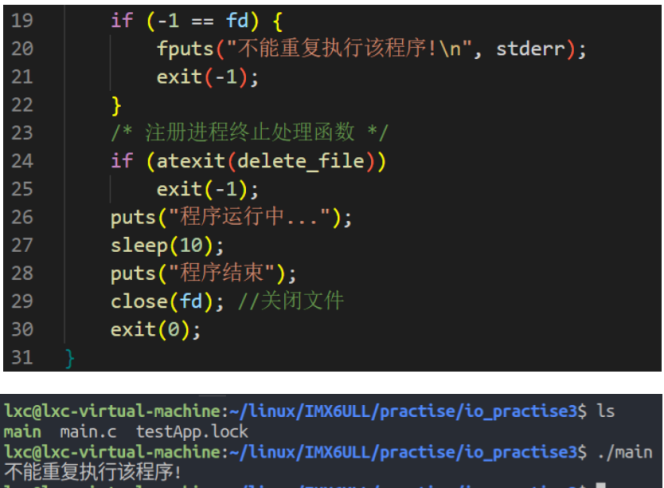 19 if (-1 == fd) {
20 fputs("不能重复执行该程序!\n", stderr);
21 exit(-1);
22 }
23 /* 注册进程终止处理函数 */
24 if (atexit(delete_file))
25 exit(-1);
26 puts("程序运行中...");
27 sleep(10);
28 puts("程序结束");
29 close(fd); //关闭文件
30 exit(0);
31 }
lxc@lxc-virtual-machine:~/linux/IMX6ULL/practise/io_practise3$ ls
main main.c testApp.lock
lxc@lxc-virtual-machine:~/linux/IMX6ULL/practise/io_practise3$ ./main
不能重复执行该程序!